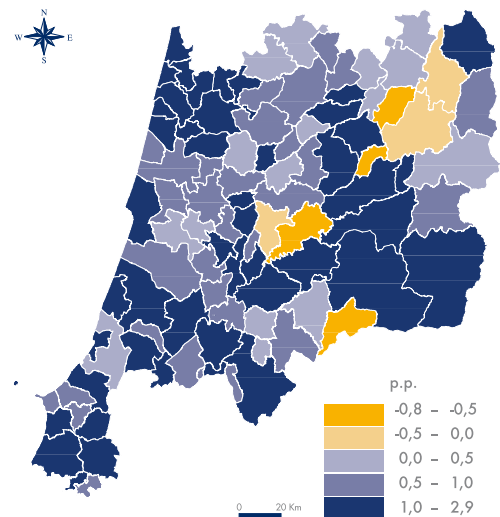 N
W E
S
p.p.
-0,8 – -0,5
-0,5 – 0,0
0,0 – 0,5
0,5 – 1,0
1,0 – 2,9
0 20 Km